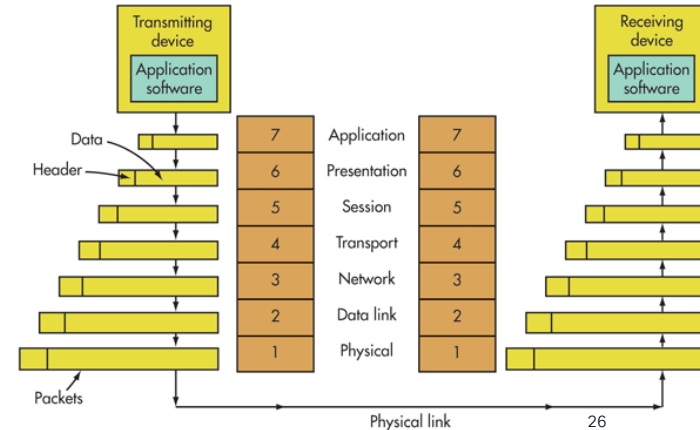 Transmitting
device
Application
software
Receiving
device
Application
software
Data
Header
7 Application 7
6 Presentation 6
5 Session 5
4 Transport 4
3 Network 3
2 Data link 2
1 Physical 1
Packets
Physical link
26